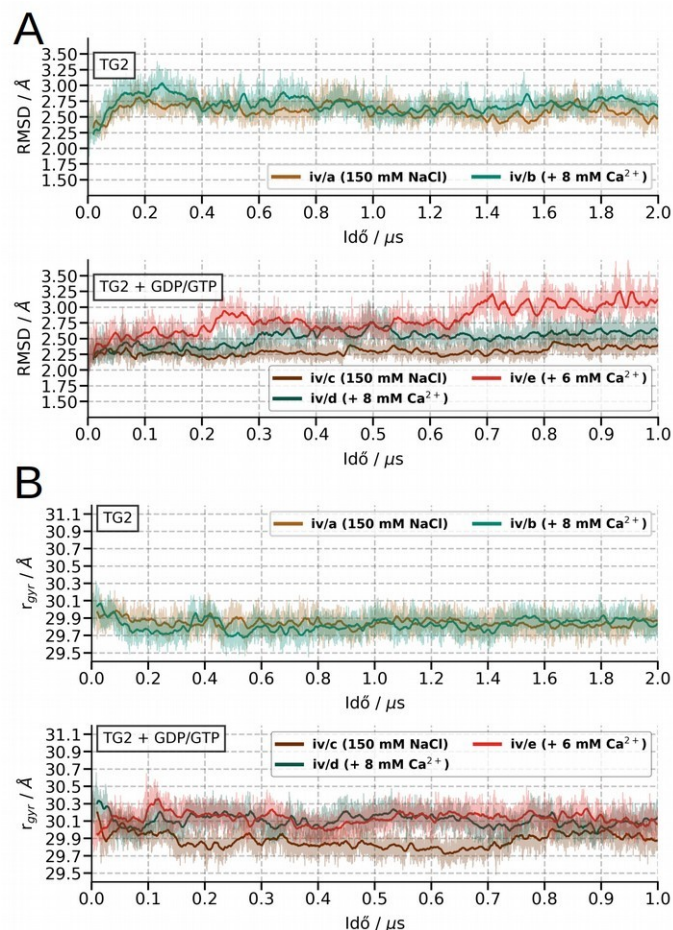 A
TG2
RMSD / Å
3.50
3.25
3.00
2.75
2.50
2.25
2.00
1.75
1.50
iv/a (150 mM NaCl) iv/b (+ 8 mM Ca²⁺)
0.0 0.2 0.4 0.6 0.8 1.0 1.2 1.4 1.6 1.8 2.0
Idő / μs
TG2 + GDP/GTP
RMSD / Å
3.50
3.25
3.00
2.75
2.50
2.25
2.00
1.75
1.50
iv/c (150 mM NaCl) iv/e (+ 6 mM Ca²⁺)
iv/d (+ 8 mM Ca²⁺)
0.0 0.1 0.2 0.3 0.4 0.5 0.6 0.7 0.8 0.9 1.0
Idő / μs
B
TG2
r_gyr / Å
31.1
30.9
30.7
30.5
30.3
30.1
29.9
29.7
29.5
iv/a (150 mM NaCl) iv/b (+ 8 mM Ca²⁺)
0.0 0.2 0.4 0.6 0.8 1.0 1.2 1.4 1.6 1.8 2.0
Idő / μs
TG2 + GDP/GTP
r_gyr / Å
31.1
30.9
30.7
30.5
30.3
30.1
29.9
29.7
29.5
iv/c (150 mM NaCl) iv/e (+ 6 mM Ca²⁺)
iv/d (+ 8 mM Ca²⁺)
0.0 0.1 0.2 0.3 0.4 0.5 0.6 0.7 0.8 0.9 1.0
Idő / μs